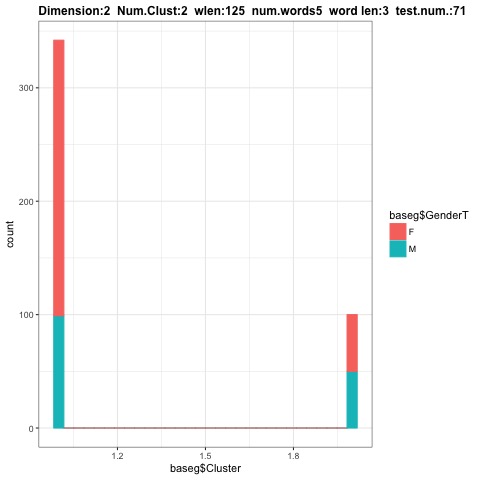 Dimension:2 Num.Clust:2 wlen:125 num.words5 word len:3 test.num.:71
300
200
100
0
count
1.2 1.5 1.8
baseg$Cluster
baseg$GenderT
F
M